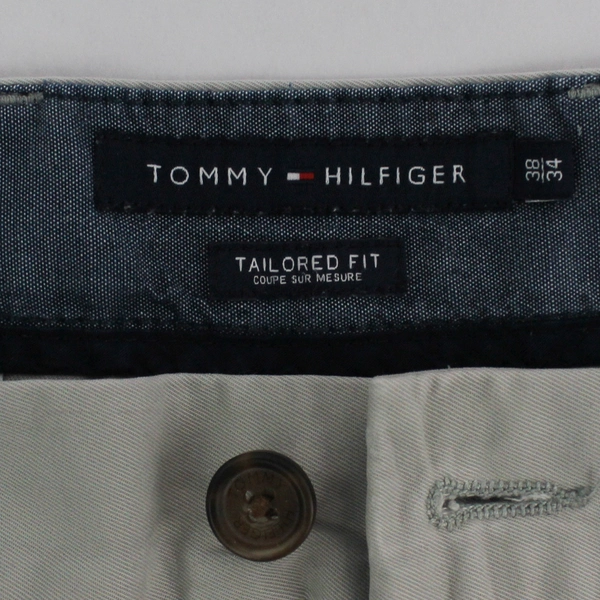 TOMMY HILFIGER
38
34
TAILORED FIT
COUPE SUR MESURE